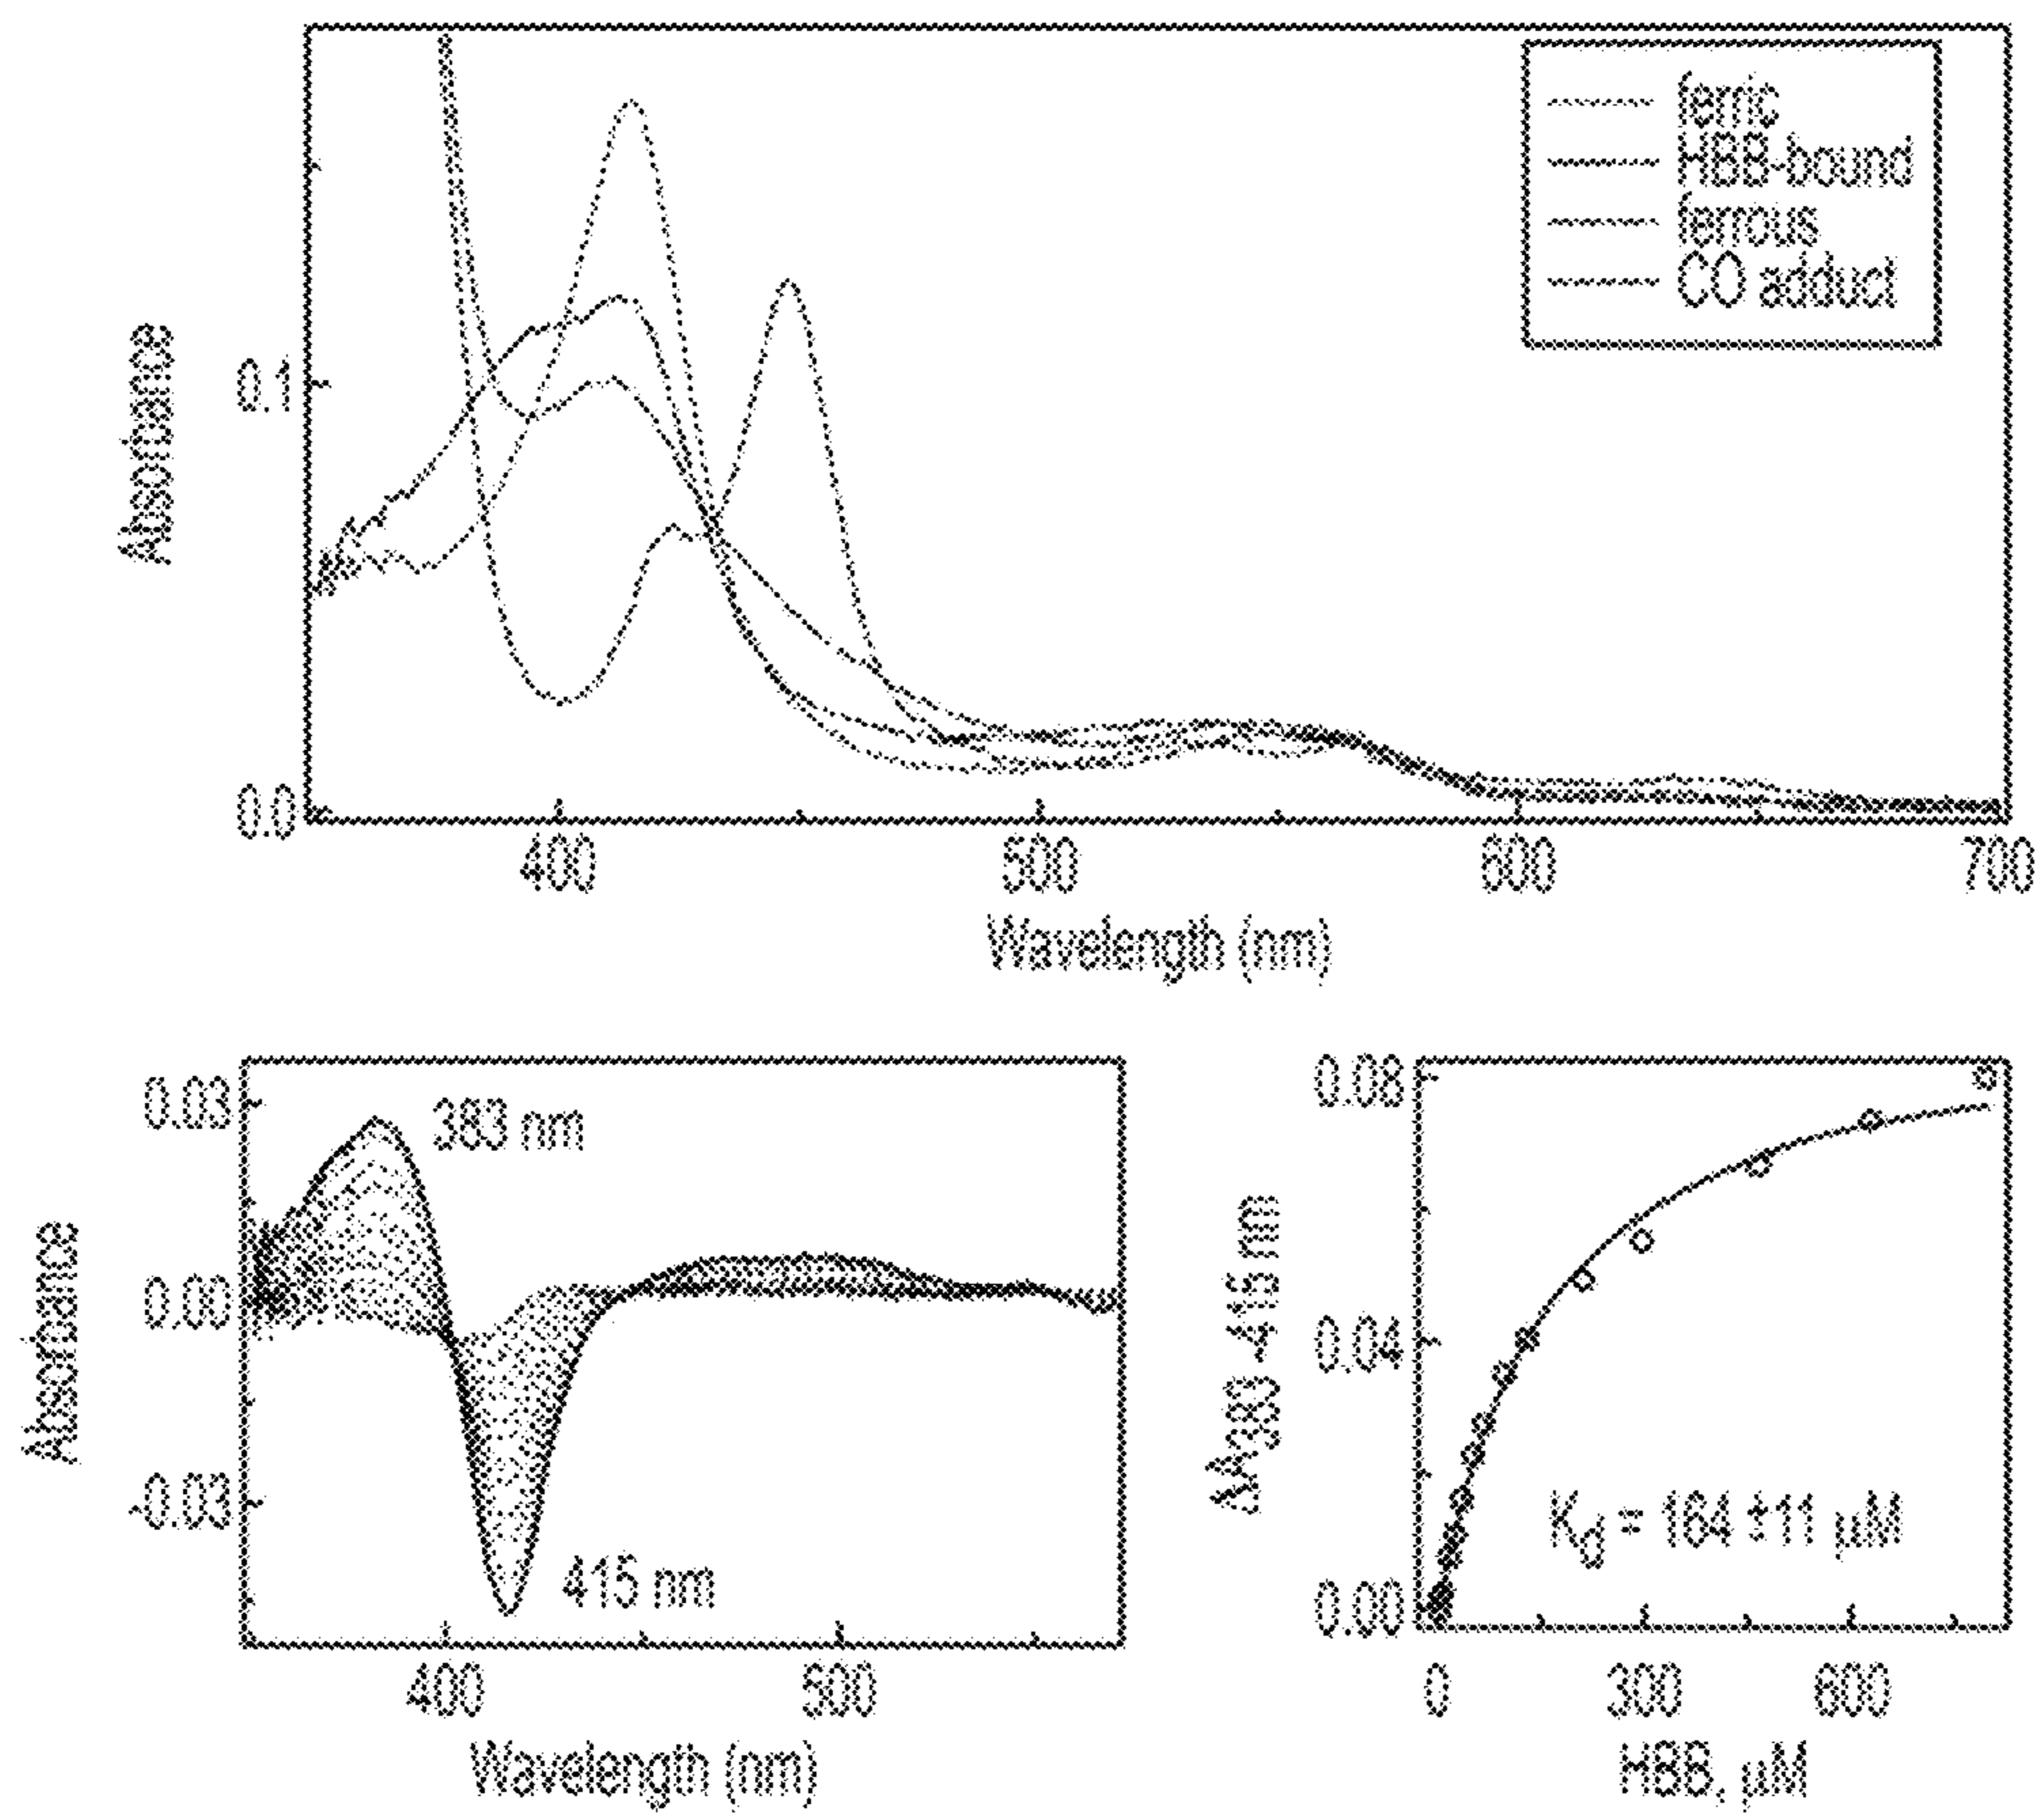 ferric
HBB-bound
ferrous
CO adduct
Absorbance
0.1
0.0
400
500
600
700
Wavelength (nm)
0.03
0.00
-0.03
Absorbance
383 nm
415 nm
400
500
Wavelength (nm)
0.08
0.04
0.00
ΔA383-415 nm
Kd = 164 ±11 μM
0
300
600
HBB, μM